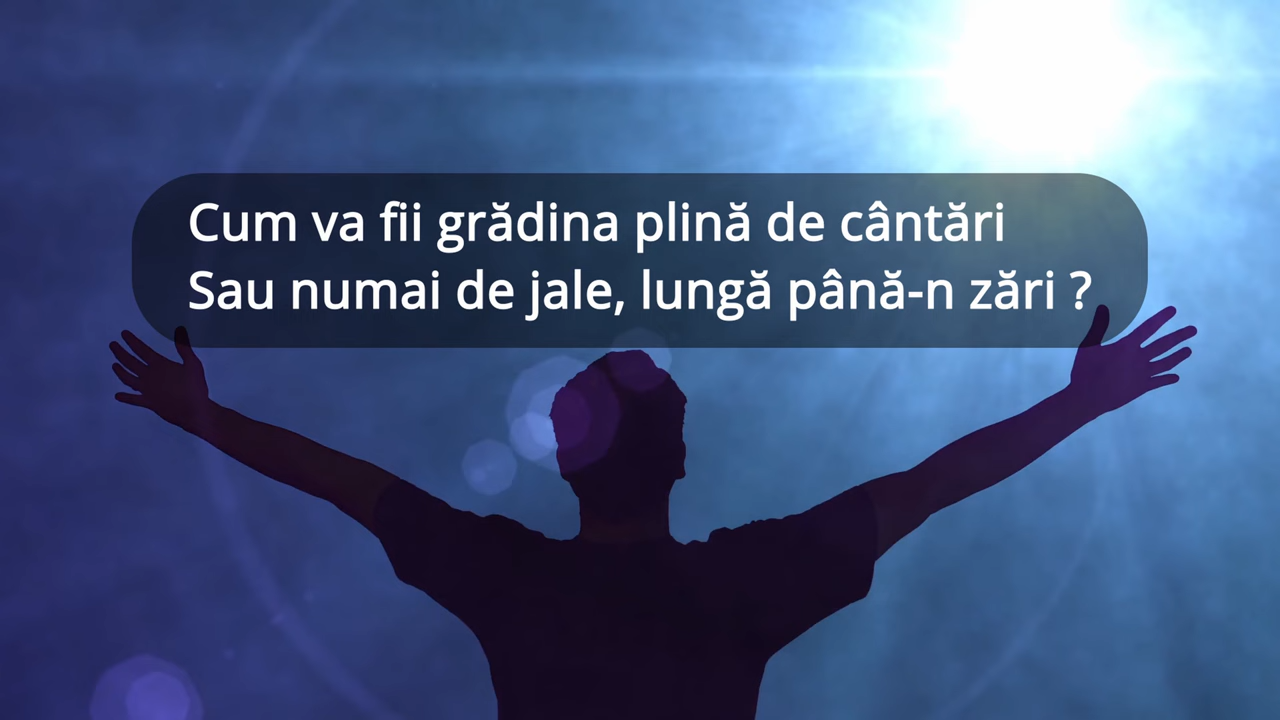 Cum va fii grădina plină de cântări
Sau numai de jale, lungă până-n zări ?